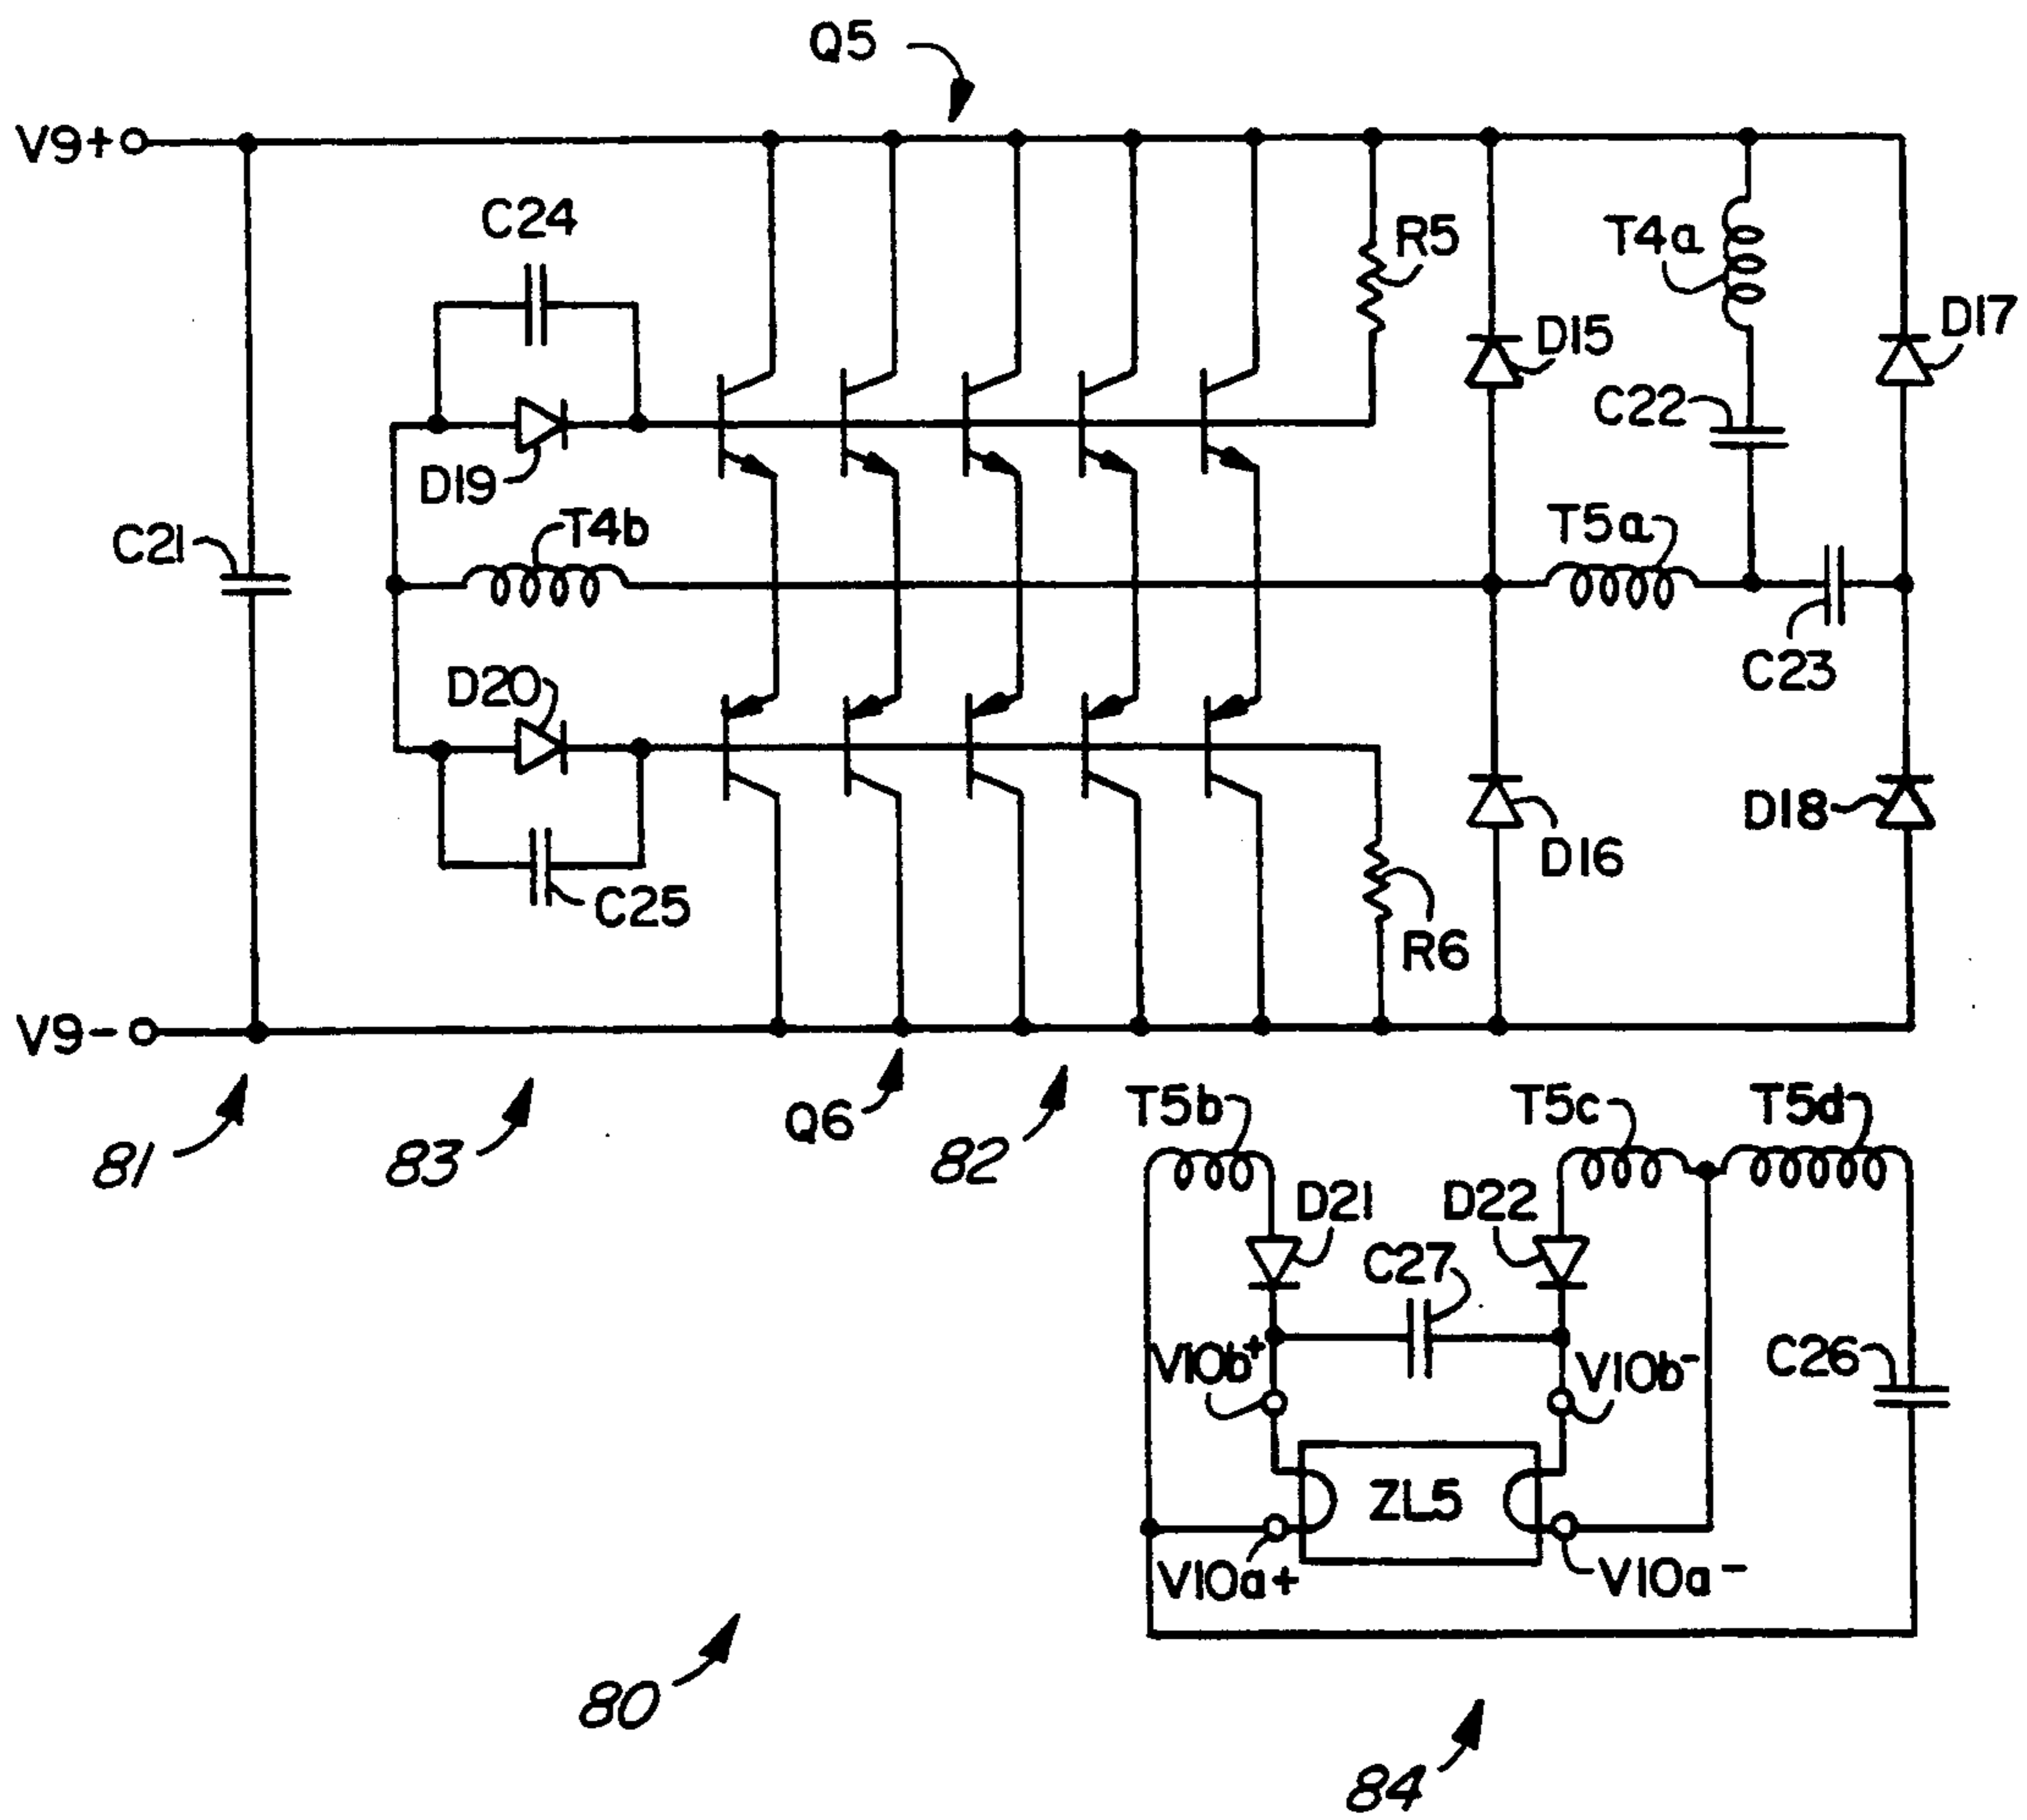 Q5
V9+
C24
R5
T4a
D15
D17
C22
D19
T4b
T5a
C21
C23
D20
D18
D16
C25
R6
V9-
Q6
81
83
82
T5b
T5c
T5d
D21
D22
C27
V10b+
V10b-
C26
ZL5
V10a+
V10a-
80
84